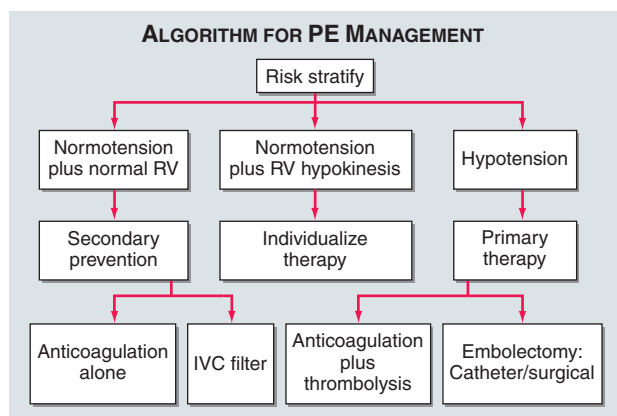 ALGORITHM FOR PE MANAGEMENT
Risk stratify
Normotension
plus normal RV
Normotension
plus RV hypokinesis
Hypotension
Secondary
prevention
Individualize
therapy
Primary
therapy
Anticoagulation
alone
IVC filter
Anticoagulation
plus
thrombolysis
Embolectomy:
Catheter/surgical